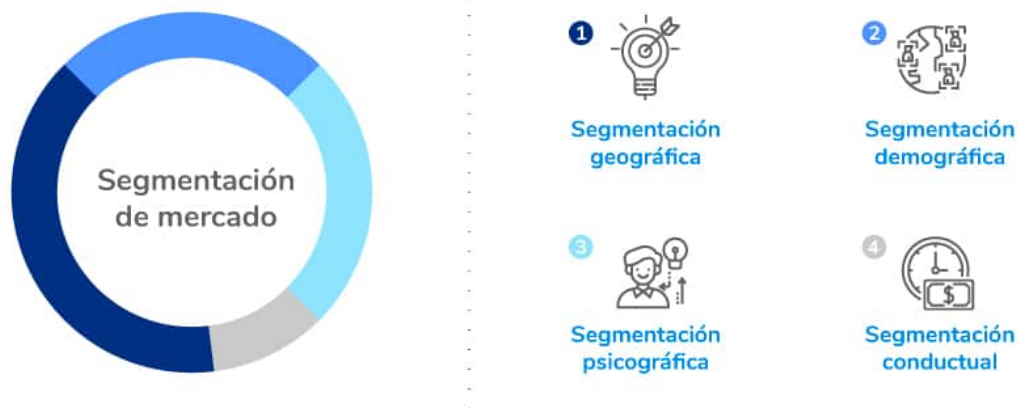 Segmentación
de mercado
1
Segmentación
geográfica
2
Segmentación
demográfica
3
Segmentación
psicográfica
4
$
Segmentación
conductual